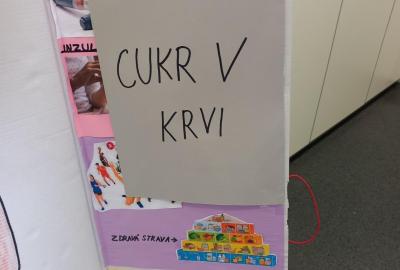 INZUL
CUKR V
KRVI
ZDRAVÁ STRAVA→